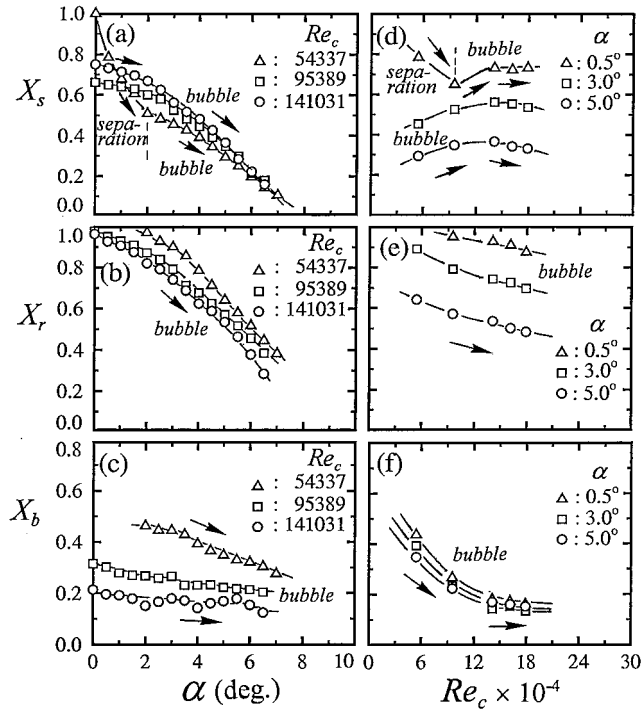 1.0
(a)
Re_c
△ : 54337
0.8
□ : 95389
○ : 141031
X_s
0.6
bubble
0.4
sepa-
ration
bubble
0.2
0.0
(d)
bubble
α
△ : 0.5°
sepa-
ration
□ : 3.0°
○ : 5.0°
bubble
1.0
(b)
Re_c
△ : 54337
0.8
□ : 95389
○ : 141031
X_r
0.6
bubble
0.4
0.2
0.0
(e)
bubble
α
△ : 0.5°
□ : 3.0°
○ : 5.0°
0.8
(c)
Re_c
△ : 54337
0.6
□ : 95389
○ : 141031
X_b
0.4
0.2
bubble
0.0
0 2 4 6 8 10
α (deg.)
(f)
α
△ : 0.5°
□ : 3.0°
○ : 5.0°
bubble
0 6 12 18 24 30
Re_c × 10⁻⁴